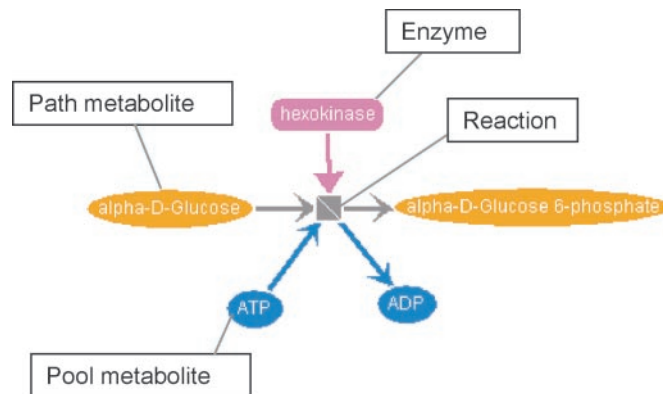 Enzyme
Path metabolite
hexokinase
Reaction
alpha-D-Glucose
alpha-D-Glucose 6-phosphate
ATP
ADP
Pool metabolite